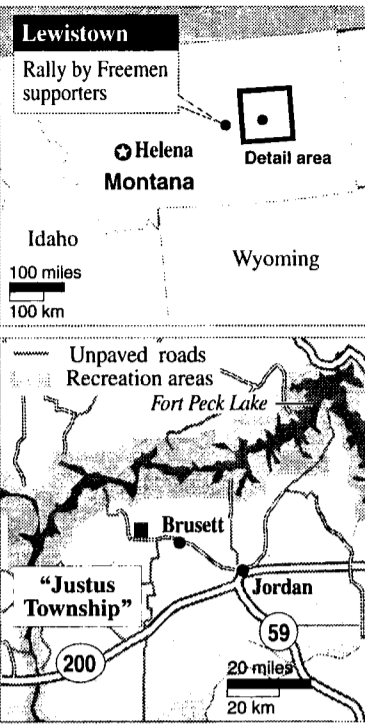 Lewistown
Rally by Freemen
supporters
Helena
Detail area
Montana
Idaho
Wyoming
100 miles
100 km
Unpaved roads
Recreation areas
Fort Peck Lake
Brusett
"Justus
Township"
Jordan
59
200
20 miles
20 km